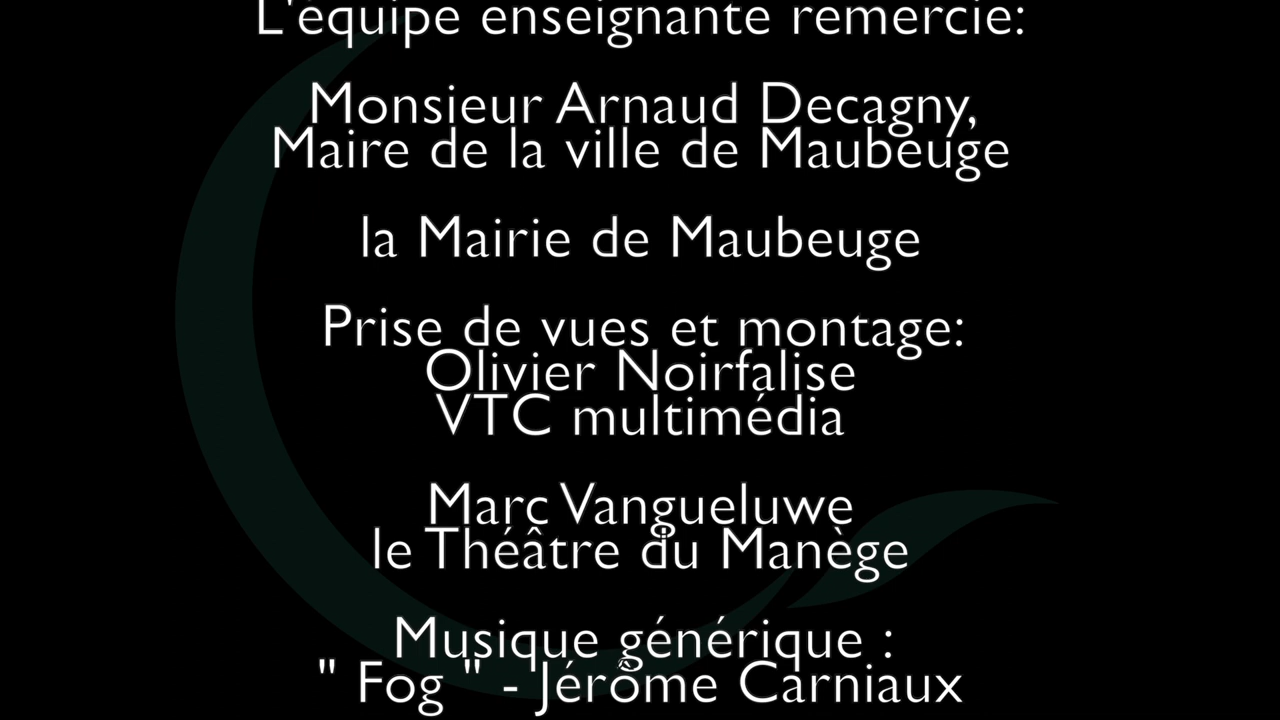 L'équipe enseignante remercie:
Monsieur Arnaud Decagny,
Maire de la ville de Maubeuge
la Mairie de Maubeuge
Prise de vues et montage:
Olivier Noirfalise
VTC multimédia
Marc Vangueluwe
le Théâtre du Manège
Musique générique :
" Fog " - Jérôme Carniaux